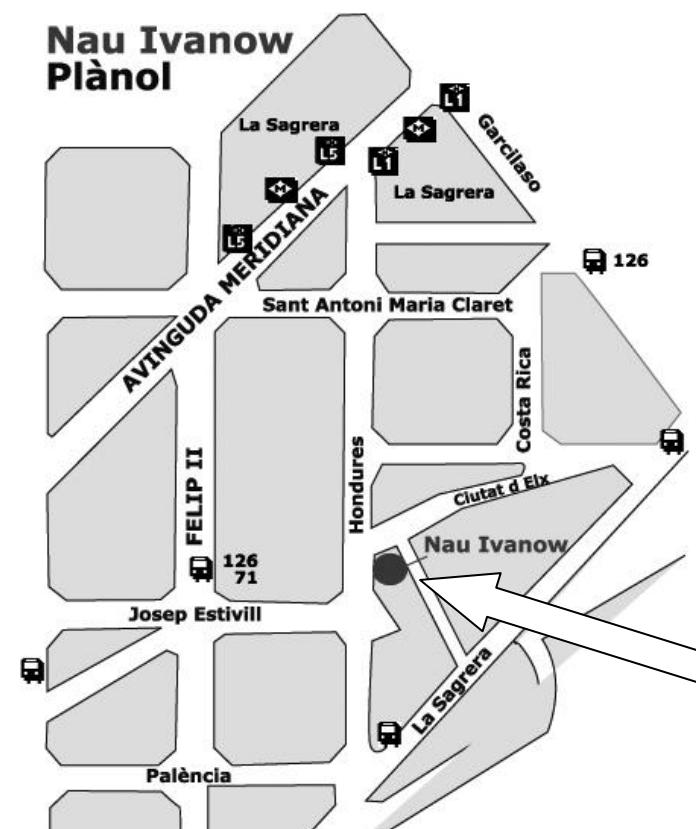 Nau Ivanow
Plànol
La Sagrera
L1
M
Garcilaso
L5
L1
M
La Sagrera
L5
AVINGUDA MERIDIANA
126
Sant Antoni Maria Claret
Costa Rica
Hondures
FELIP II
Ciutat d Elx
Nau Ivanow
126
71
Josep Estivill
La Sagrera
Palència